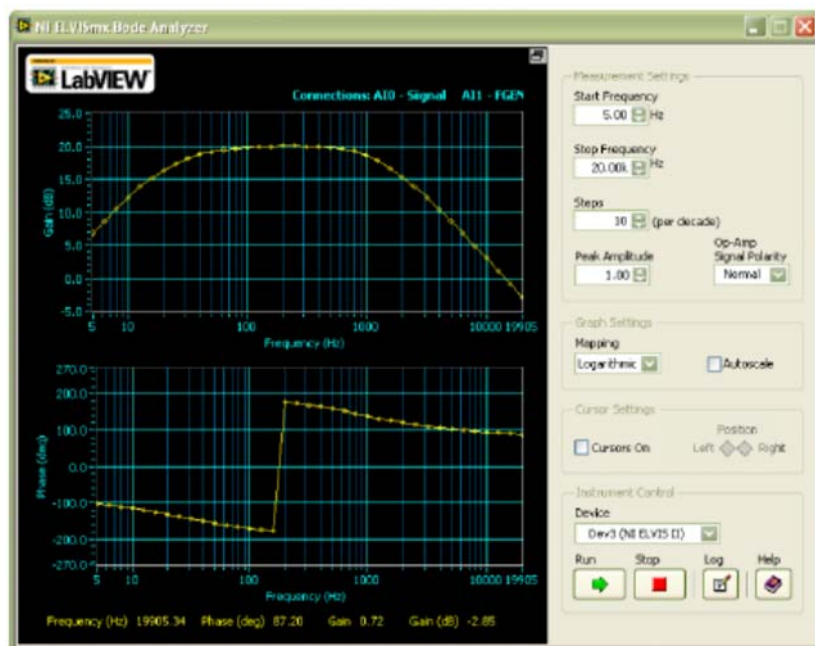 NI ELVISmx Bode Analyzer
LabVIEW
Connections: AI0 - Signal AI1 - FGEN
25.0
20.0
15.0
10.0
5.0
0.0
-5.0
Gain (dB)
5 10 100 1000 10000 19905
Frequency (Hz)
270.0
200.0
100.0
0.0
-100.0
-200.0
-270.0
Phase (deg)
5 10 100 1000 10000 19905
Frequency (Hz)
Frequency (Hz) 19905.34 Phase (deg) 87.20 Gain 0.72 Gain (dB) -2.85
Measurement Settings
Start Frequency
5.00 Hz
Stop Frequency
20.00k Hz
Steps
10 (per decade)
Peak Amplitude
1.00
Op-Amp
Signal Polarity
Normal
Graph Settings
Mapping
Logarithmic
Autoscale
Cursor Settings
Position
Cursors On
Left Right
Instrument Control
Device
Dev3 (NI ELVIS II)
Run Stop Log Help